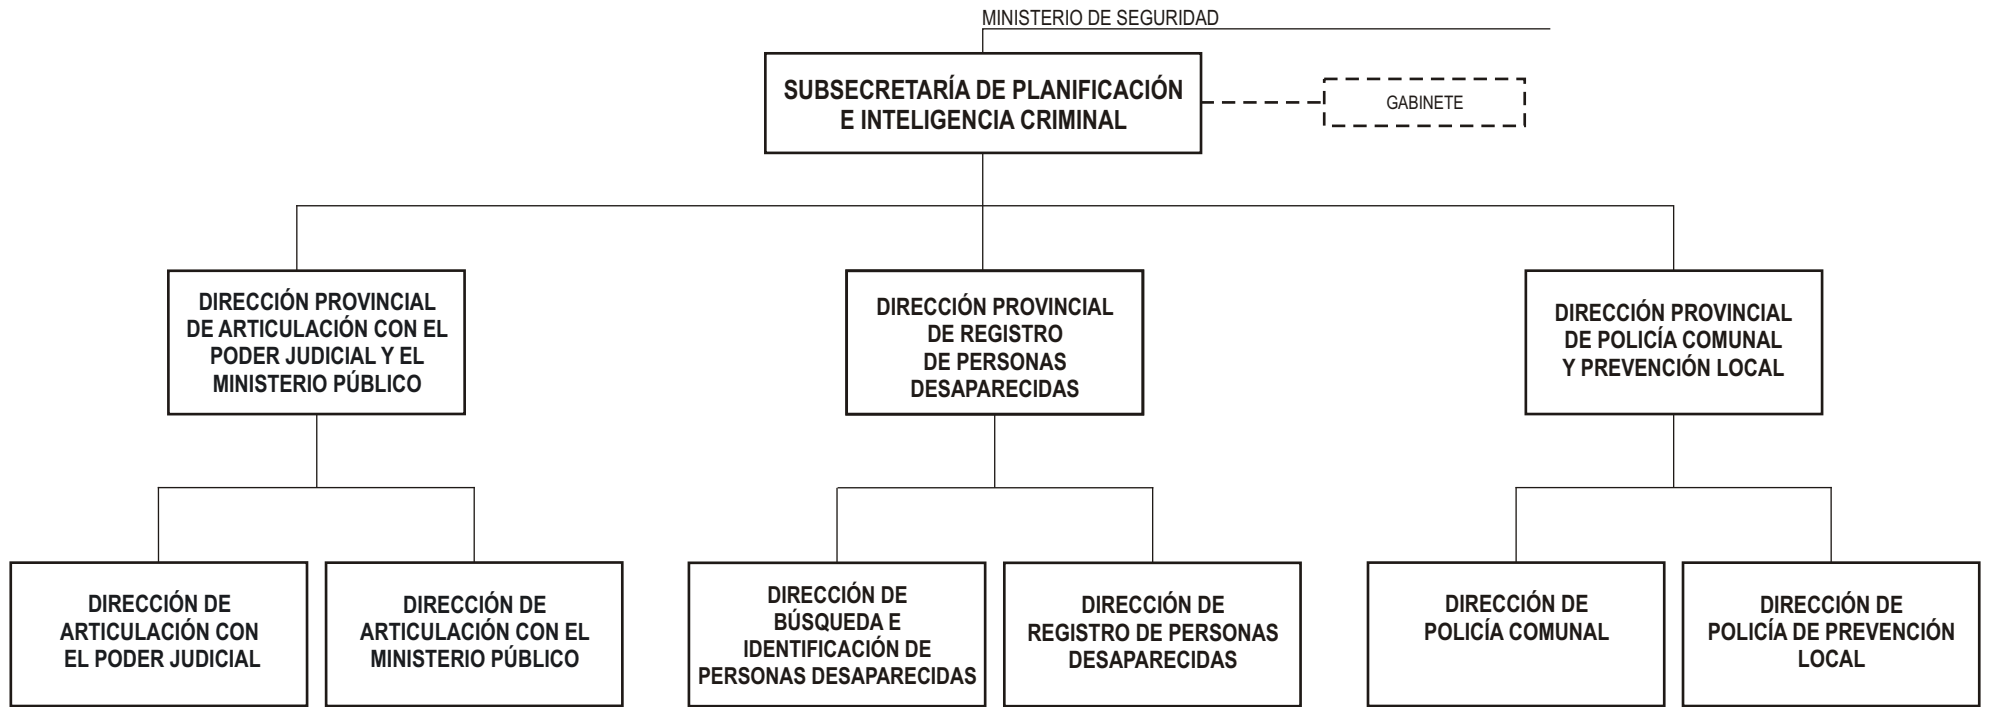 MINISTERIO DE SEGURIDAD
SUBSECRETARÍA DE PLANIFICACIÓN
E INTELIGENCIA CRIMINAL
GABINETE
DIRECCIÓN PROVINCIAL
DE ARTICULACIÓN CON EL
PODER JUDICIAL Y EL
MINISTERIO PÚBLICO
DIRECCIÓN PROVINCIAL
DE REGISTRO
DE PERSONAS
DESAPARECIDAS
DIRECCIÓN PROVINCIAL
DE POLICÍA COMUNAL
Y PREVENCIÓN LOCAL
DIRECCIÓN DE
ARTICULACIÓN CON
EL PODER JUDICIAL
DIRECCIÓN DE
ARTICULACIÓN CON EL
MINISTERIO PÚBLICO
DIRECCIÓN DE
BÚSQUEDA E
IDENTIFICACIÓN DE
PERSONAS DESAPARECIDAS
DIRECCIÓN DE
REGISTRO DE PERSONAS
DESAPARECIDAS
DIRECCIÓN DE
POLICÍA COMUNAL
DIRECCIÓN DE
POLICÍA DE PREVENCIÓN
LOCAL